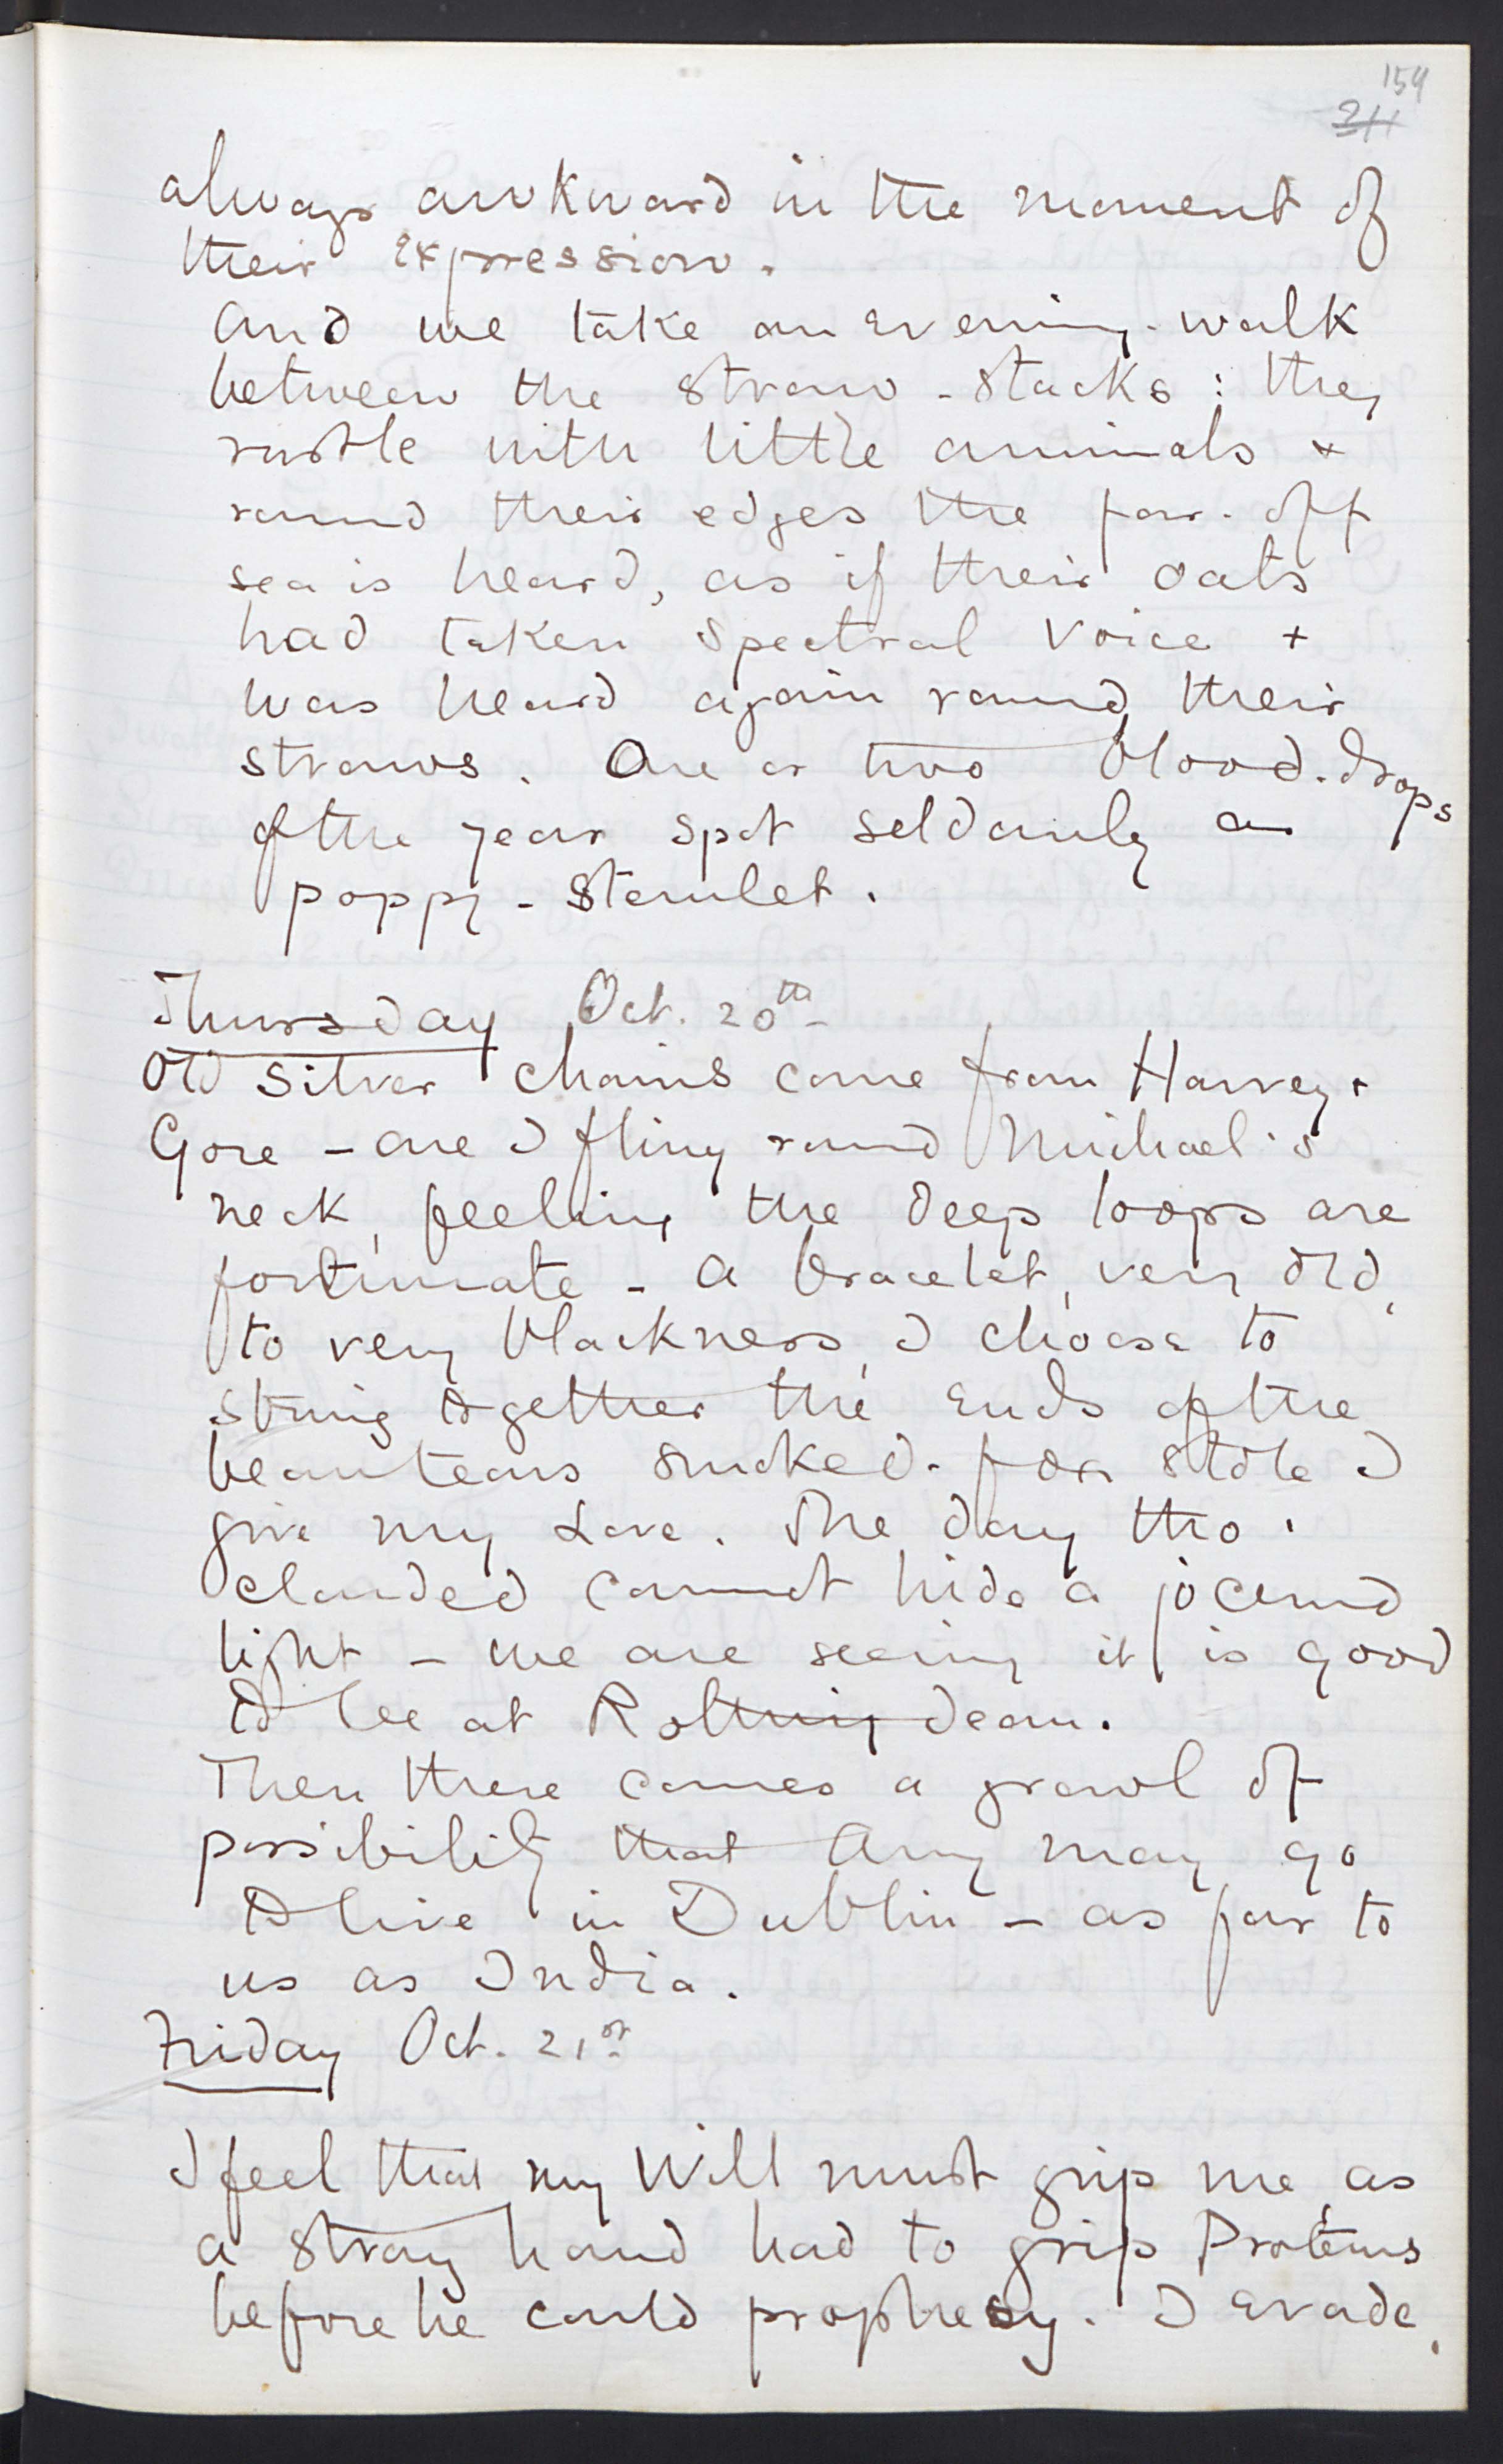 154
211
always awkward in the moment of
their expression.
And we take an evening-walk
between the straw-stacks: they
rustle with little animals +
round their edges the far-off
sea is heard, as if their oats
had taken spectral voice +
was heard again round their
straws. One or two blood-drops
of the year spot seldomly a
poppy-stemlet.
Thursday Oct. 20th
Old silver chains come from Harvey +
Gore - one I fling round Michael's
neck, feeling the deep loops are
fortunate - a bracelet, very old,
to very blackness, I choose to
string together the ends of the
beauteous smoked-fox stole I
give my Love. The day tho'
clouded cannot hide a jocund
light - we are seeing it is good
to be at Rottingdean.
Then there comes a growl of
possibility that Amy may go
to live in Dublin - as far to
us as India.
Friday Oct. 21st
I feel that my Will must grip me, as
a strong hand had to grip Proteus
before he could prophesy. I evade,